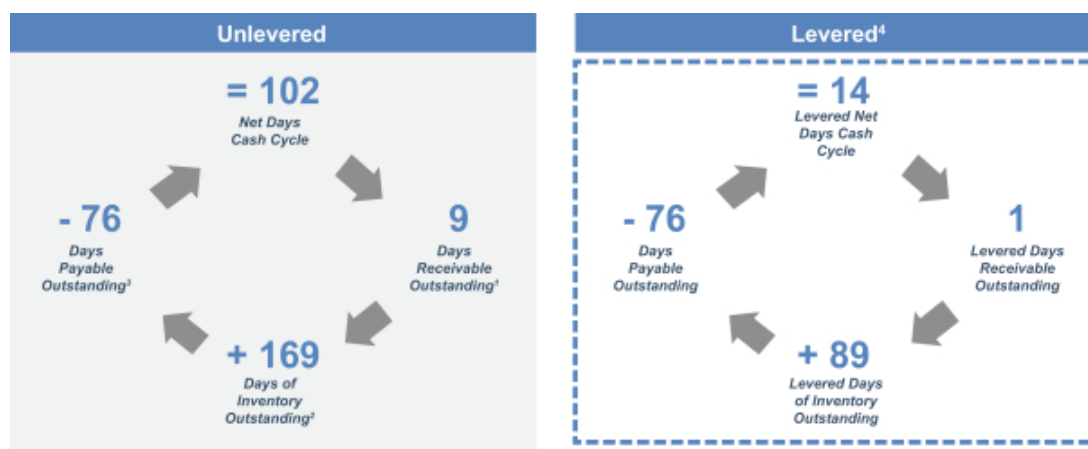 Unlevered
= 102
Net Days
Cash Cycle
- 76
Days
Payable
Outstanding³
9
Days
Receivable
Outstanding¹
+ 169
Days of
Inventory
Outstanding²
Levered⁴
= 14
Levered Net
Days Cash
Cycle
- 76
Days
Payable
Outstanding
1
Levered Days
Receivable
Outstanding
+ 89
Levered Days
of Inventory
Outstanding